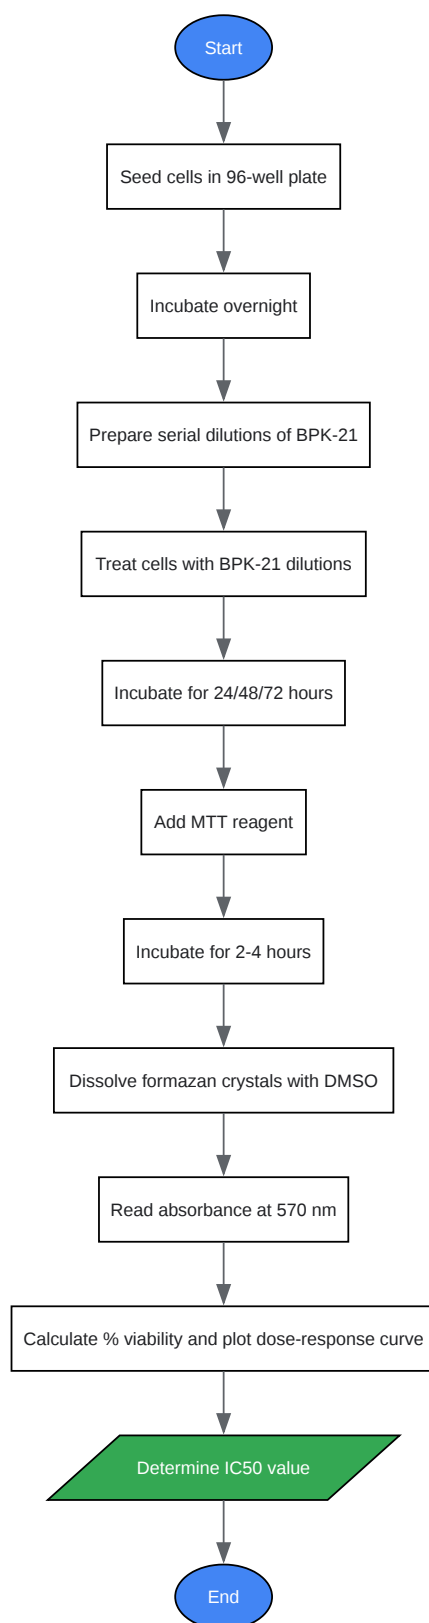 Start
Seed cells in 96-well plate
Incubate overnight
Prepare serial dilutions of BPK-21
Treat cells with BPK-21 dilutions
Incubate for 24/48/72 hours
Add MTT reagent
Incubate for 2-4 hours
Dissolve formazan crystals with DMSO
Read absorbance at 570 nm
Calculate % viability and plot dose-response curve
Determine IC50 value
End